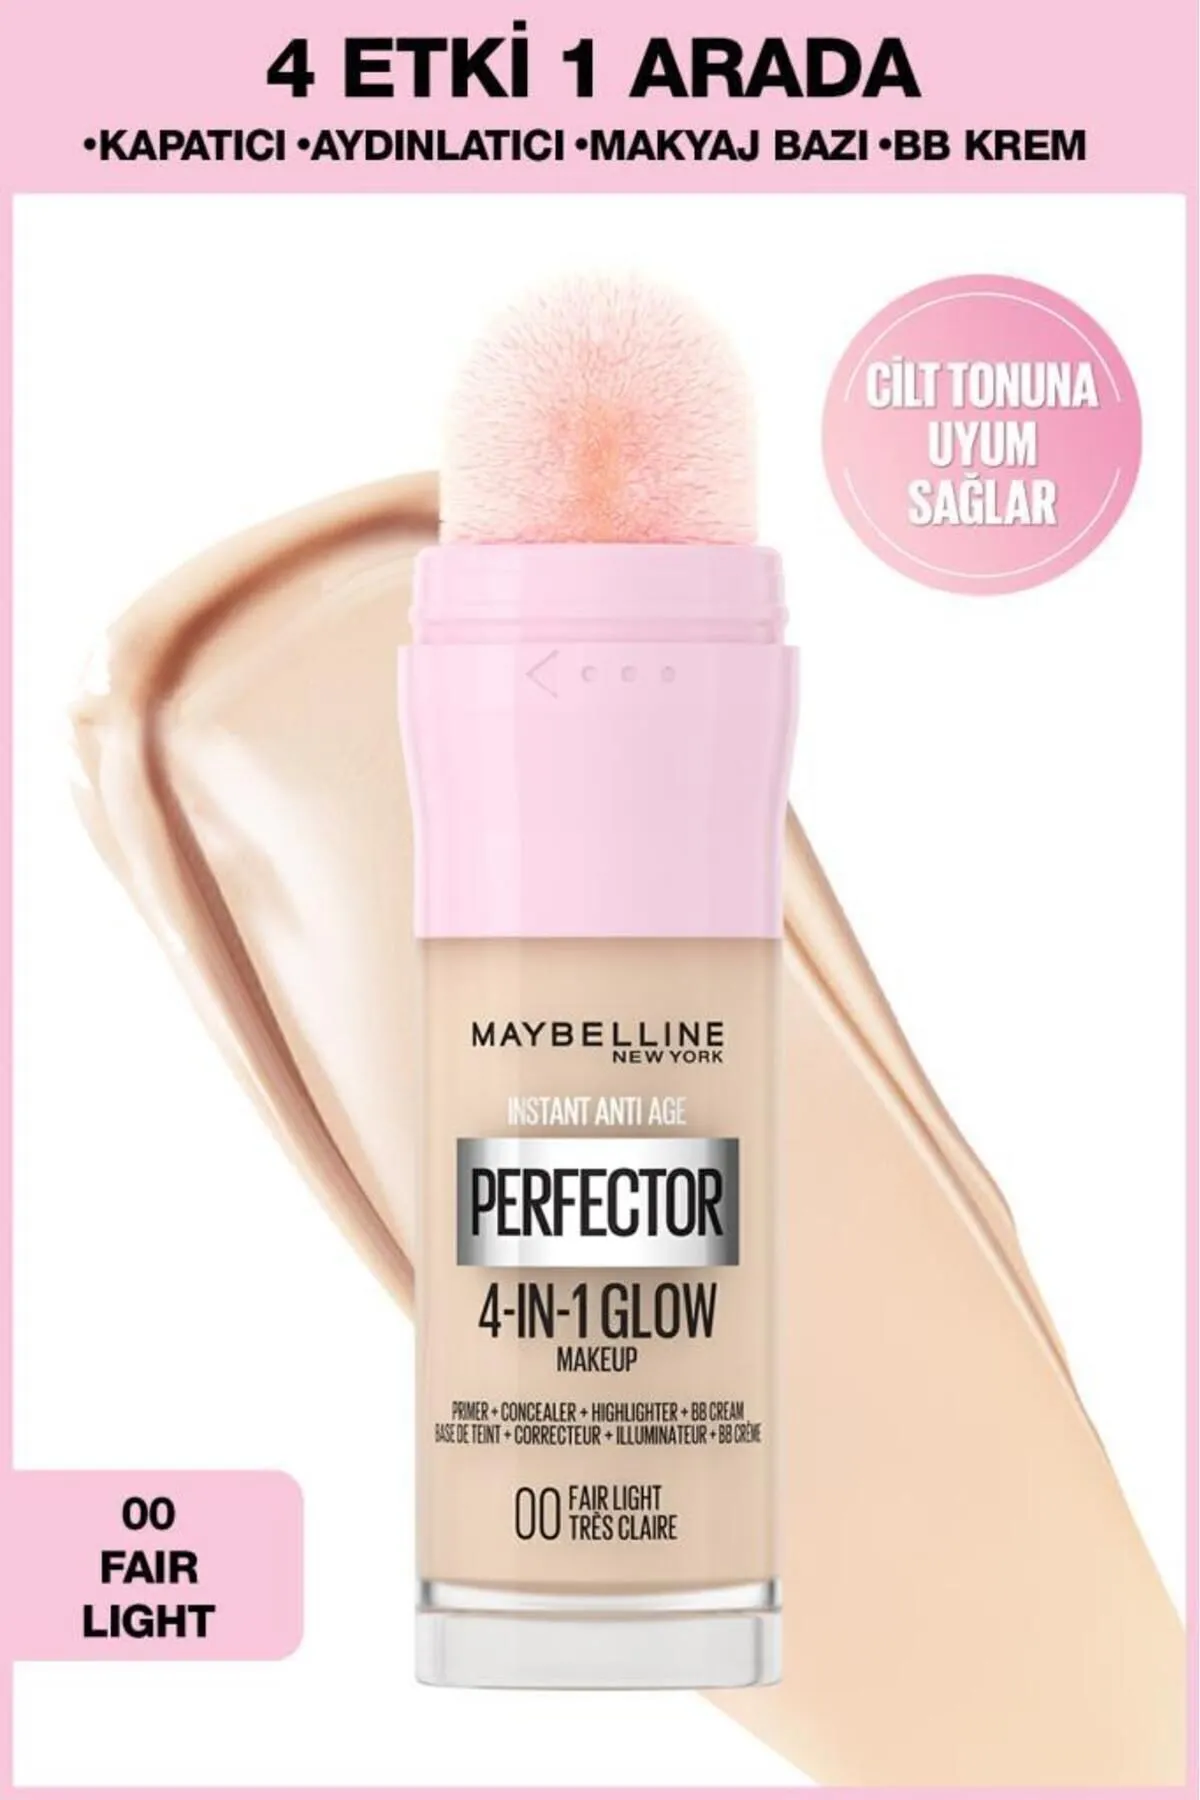 4 ETKİ 1 ARADA
•KAPATICI •AYDINLATICI •MAKYAJ BAZI •BB KREM
CİLT TONUNA
UYUM
SAĞLAR
MAYBELLINE
NEW YORK
INSTANT ANTI AGE
PERFECTOR
4-IN-1 GLOW
MAKEUP
PRIMER + CONCEALER + HIGHLIGHTER + BB CREAM
BASE DE TEINT + CORRECTEUR + ILLUMINATEUR + BB CRÈME
00 FAIR LIGHT
TRÈS CLAIRE
00
FAIR
LIGHT